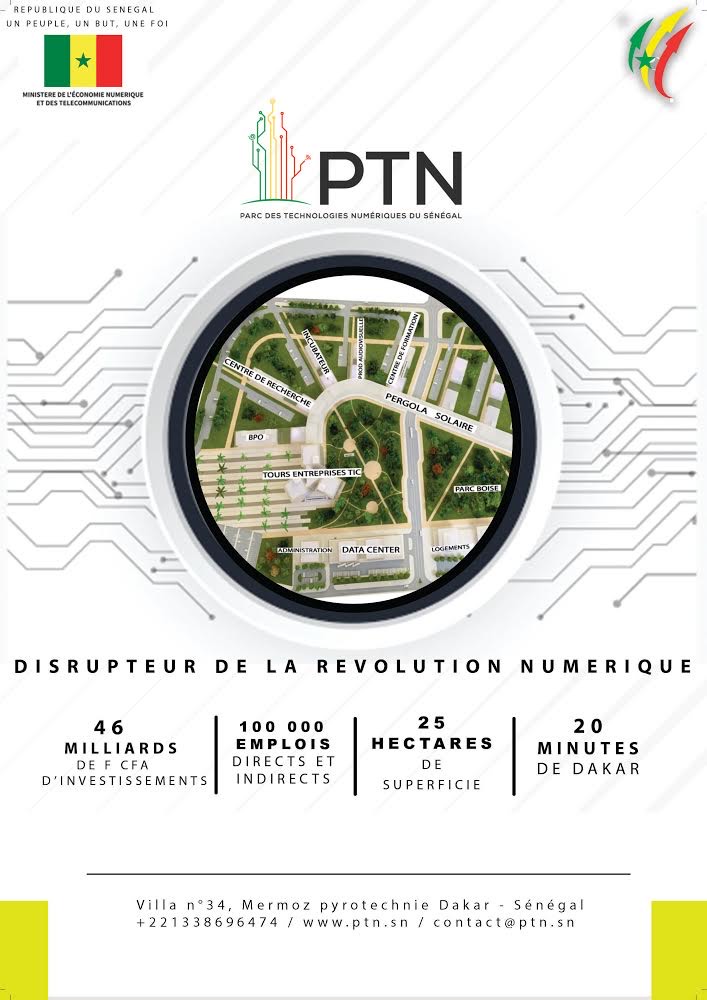 REPUBLIQUE DU SENEGAL
UN PEUPLE, UN BUT, UNE FOI
MINISTERE DE L'ÉCONOMIE NUMERIQUE
ET DES TELECOMMUNICATIONS
PTN
PARC DES TECHNOLOGIES NUMÉRIQUES DU SÉNÉGAL
INCUBATEUR
PROD AUDIOVISUELLE
CENTRE DE FORMATION
CENTRE DE RECHERCHE
PERGOLA SOLAIRE
BPO
TOURS ENTREPRISES TIC
PARC BOISE
ADMINISTRATION
DATA CENTER
LOGEMENTS
DISRUPTEUR DE LA REVOLUTION NUMERIQUE
46
MILLIARDS
DE F CFA
D'INVESTISSEMENTS
100 000
EMPLOIS
DIRECTS ET
INDIRECTS
25
HECTARES
DE
SUPERFICIE
20
MINUTES
DE DAKAR
Villa n°34, Mermoz pyrotechnie Dakar - Sénégal
+221338696474 / www.ptn.sn / contact@ptn.sn